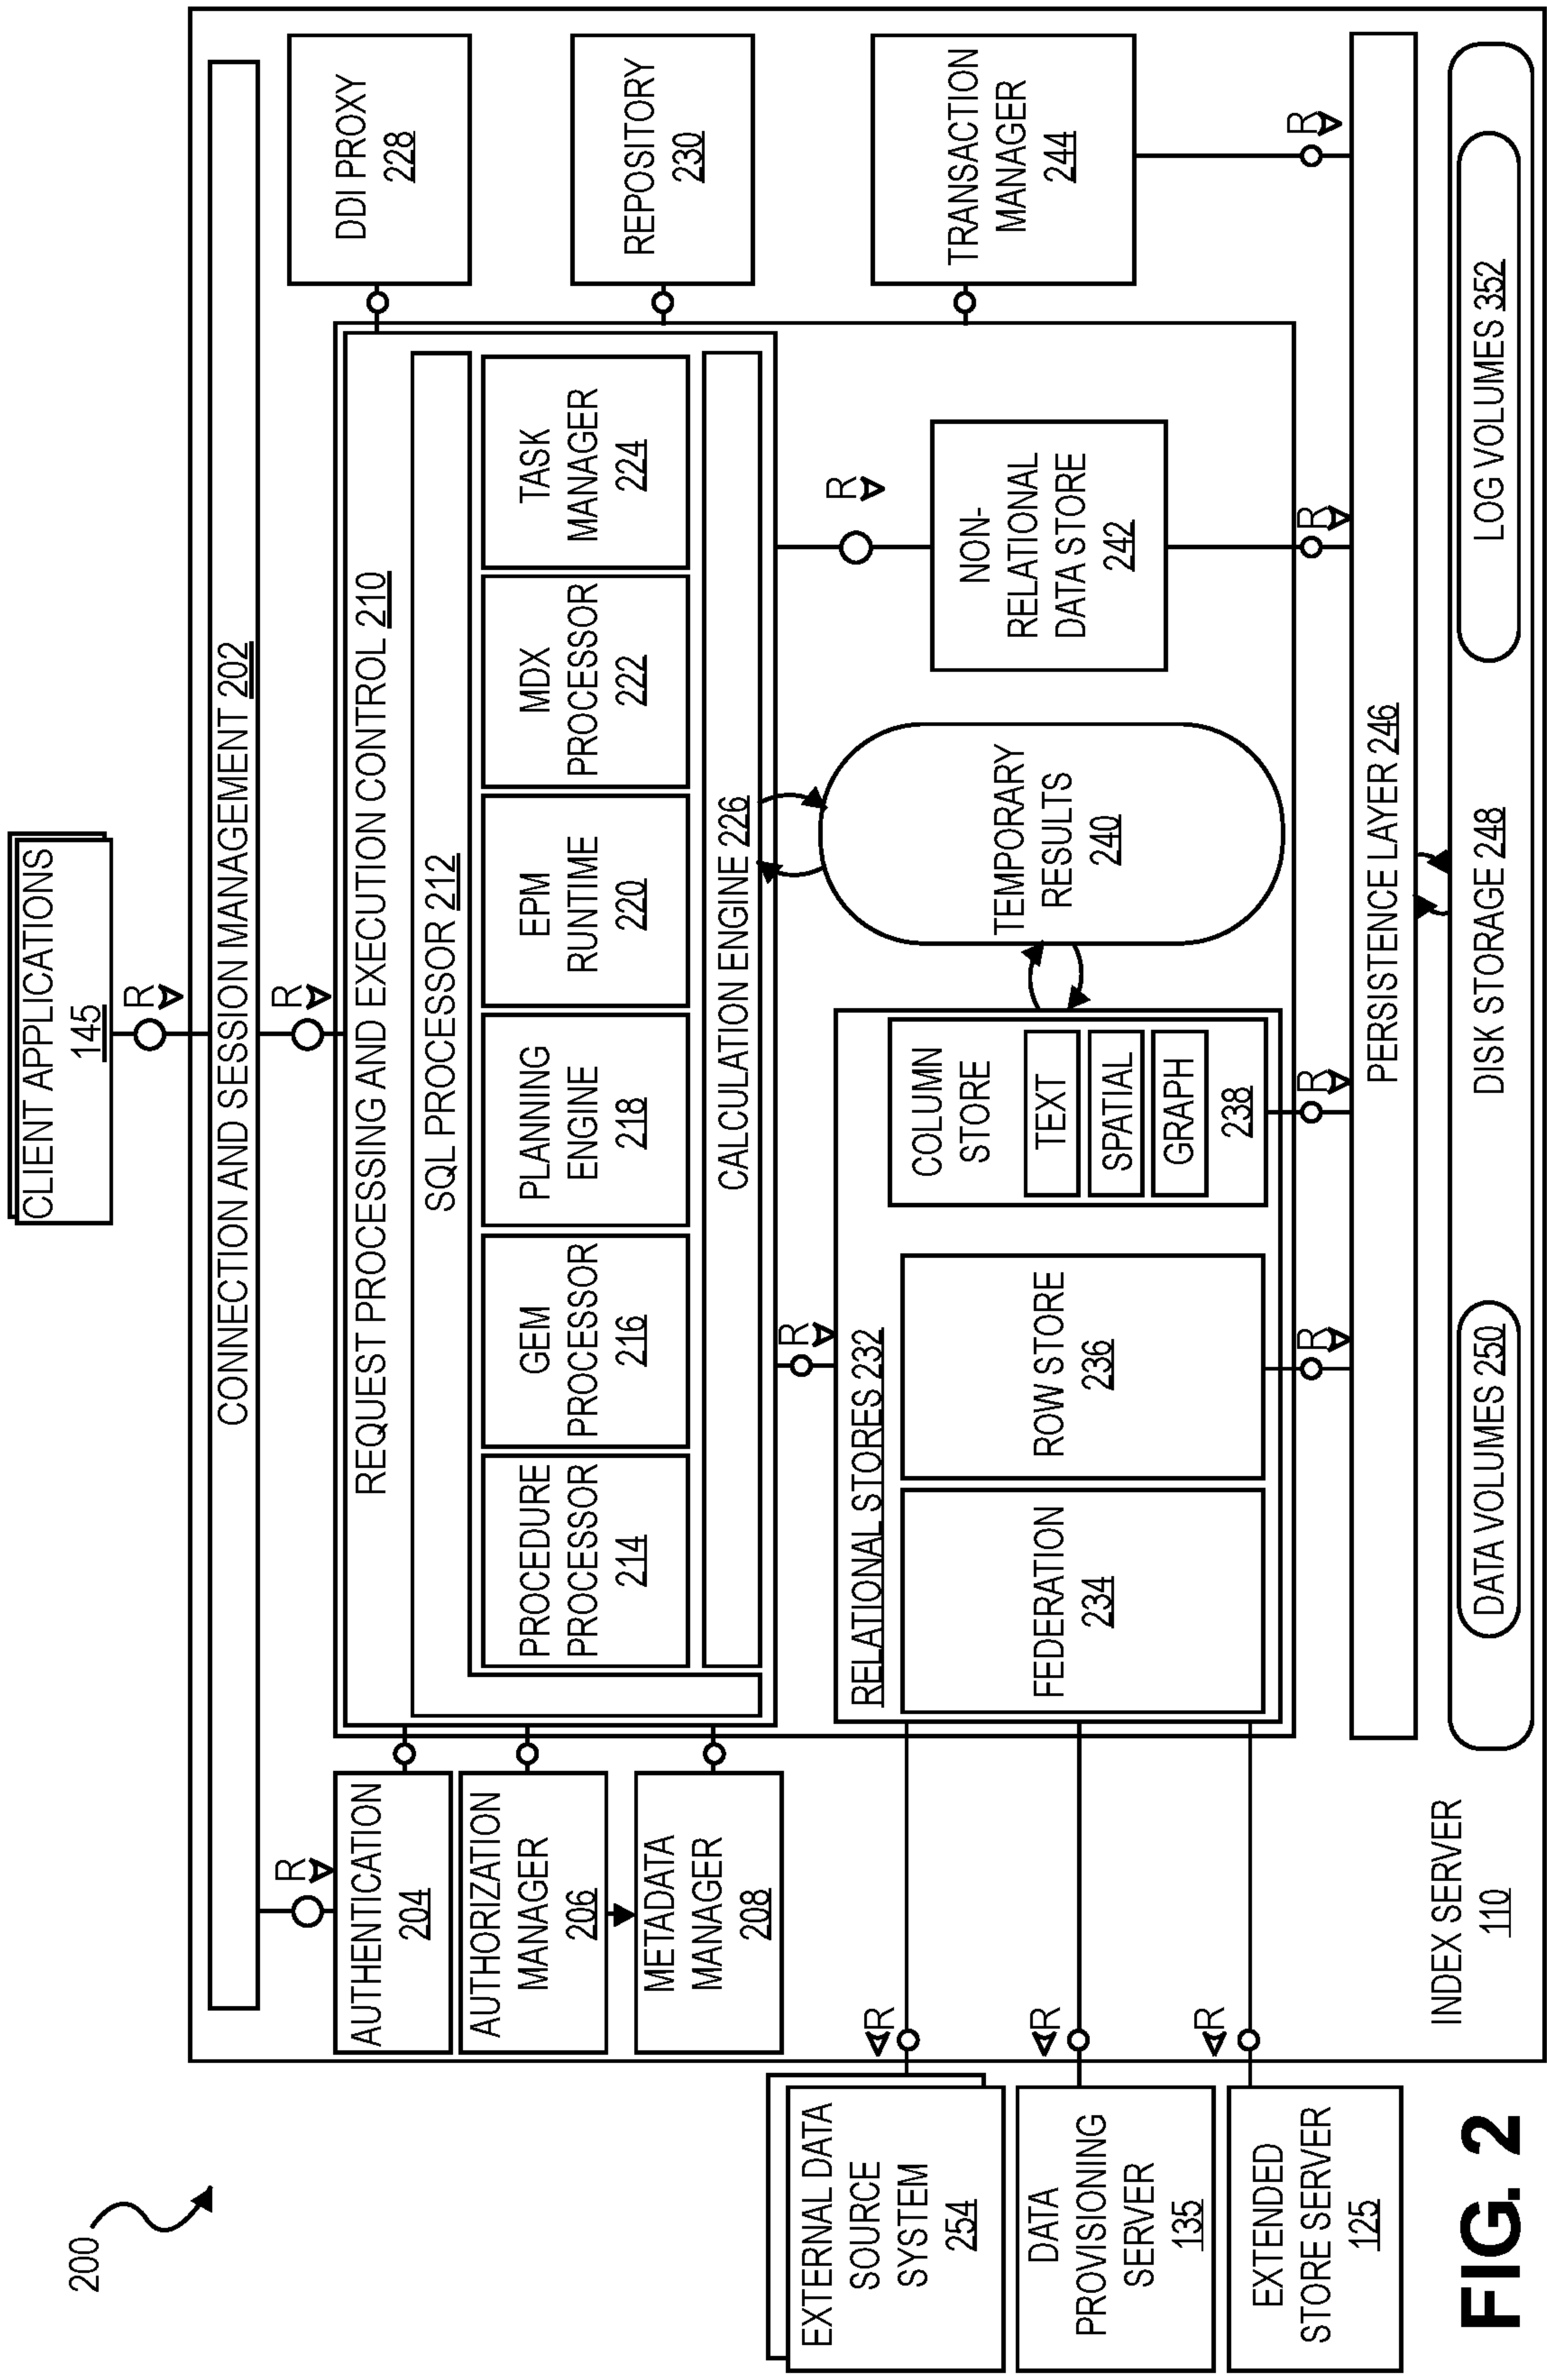 200
CLIENT APPLICATIONS
145
R
CONNECTION AND SESSION MANAGEMENT 202
R
R
AUTHENTICATION
204
AUTHORIZATION
MANAGER
206
METADATA
MANAGER
208
REQUEST PROCESSING AND EXECUTION CONTROL 210
SQL PROCESSOR 212
PROCEDURE
PROCESSOR
214
GEM
PROCESSOR
216
PLANNING
ENGINE
218
EPM
RUNTIME
220
MDX
PROCESSOR
222
TASK
MANAGER
224
CALCULATION ENGINE 226
DDI PROXY
228
REPOSITORY
230
TRANSACTION
MANAGER
244
R
R
R
RELATIONAL STORES 232
FEDERATION
234
ROW STORE
236
COLUMN
STORE
TEXT
SPATIAL
GRAPH
238
TEMPORARY
RESULTS
240
NON-
RELATIONAL
DATA STORE
242
R
R
R
EXTERNAL DATA
SOURCE
SYSTEM
254
R
DATA
PROVISIONING
SERVER
135
R
EXTENDED
STORE SERVER
125
R
PERSISTENCE LAYER 246
DATA VOLUMES 250
DISK STORAGE 248
LOG VOLUMES 352
INDEX SERVER
110
FIG. 2